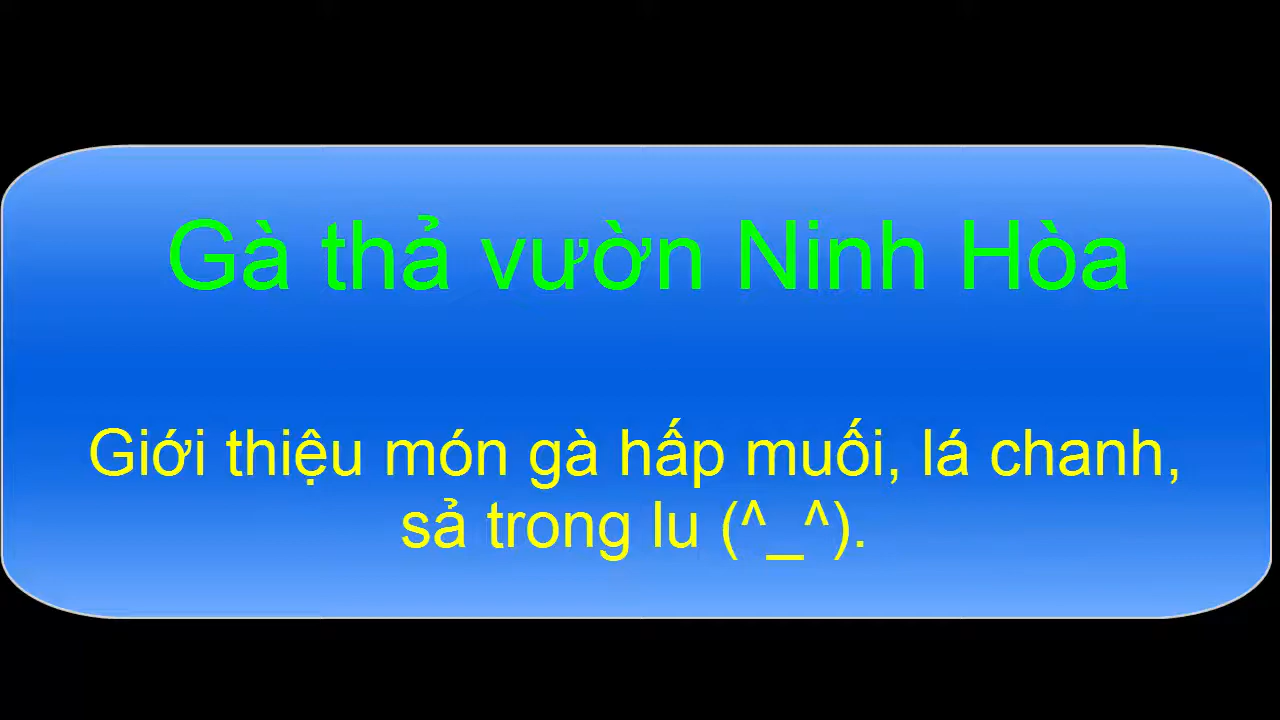 Gà thả vườn Ninh Hòa
Giới thiệu món gà hấp muối, lá chanh,
sả trong lu (^_^).